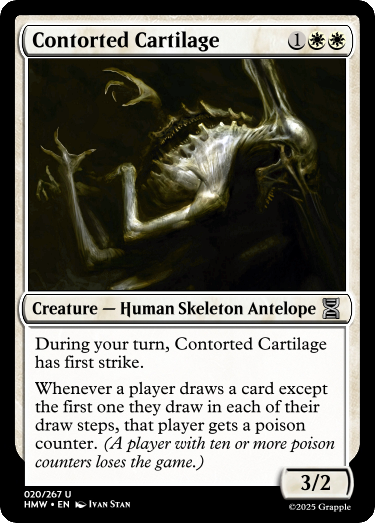 Contorted Cartilage 1
Creature — Human Skeleton Antelope
During your turn, Contorted Cartilage
has first strike.
Whenever a player draws a card except
the first one they draw in each of their
draw steps, that player gets a poison
counter. (A player with ten or more poison
counters loses the game.)
3/2
020/267 U
HMW • EN Ivan Stan
©2025 Grapple